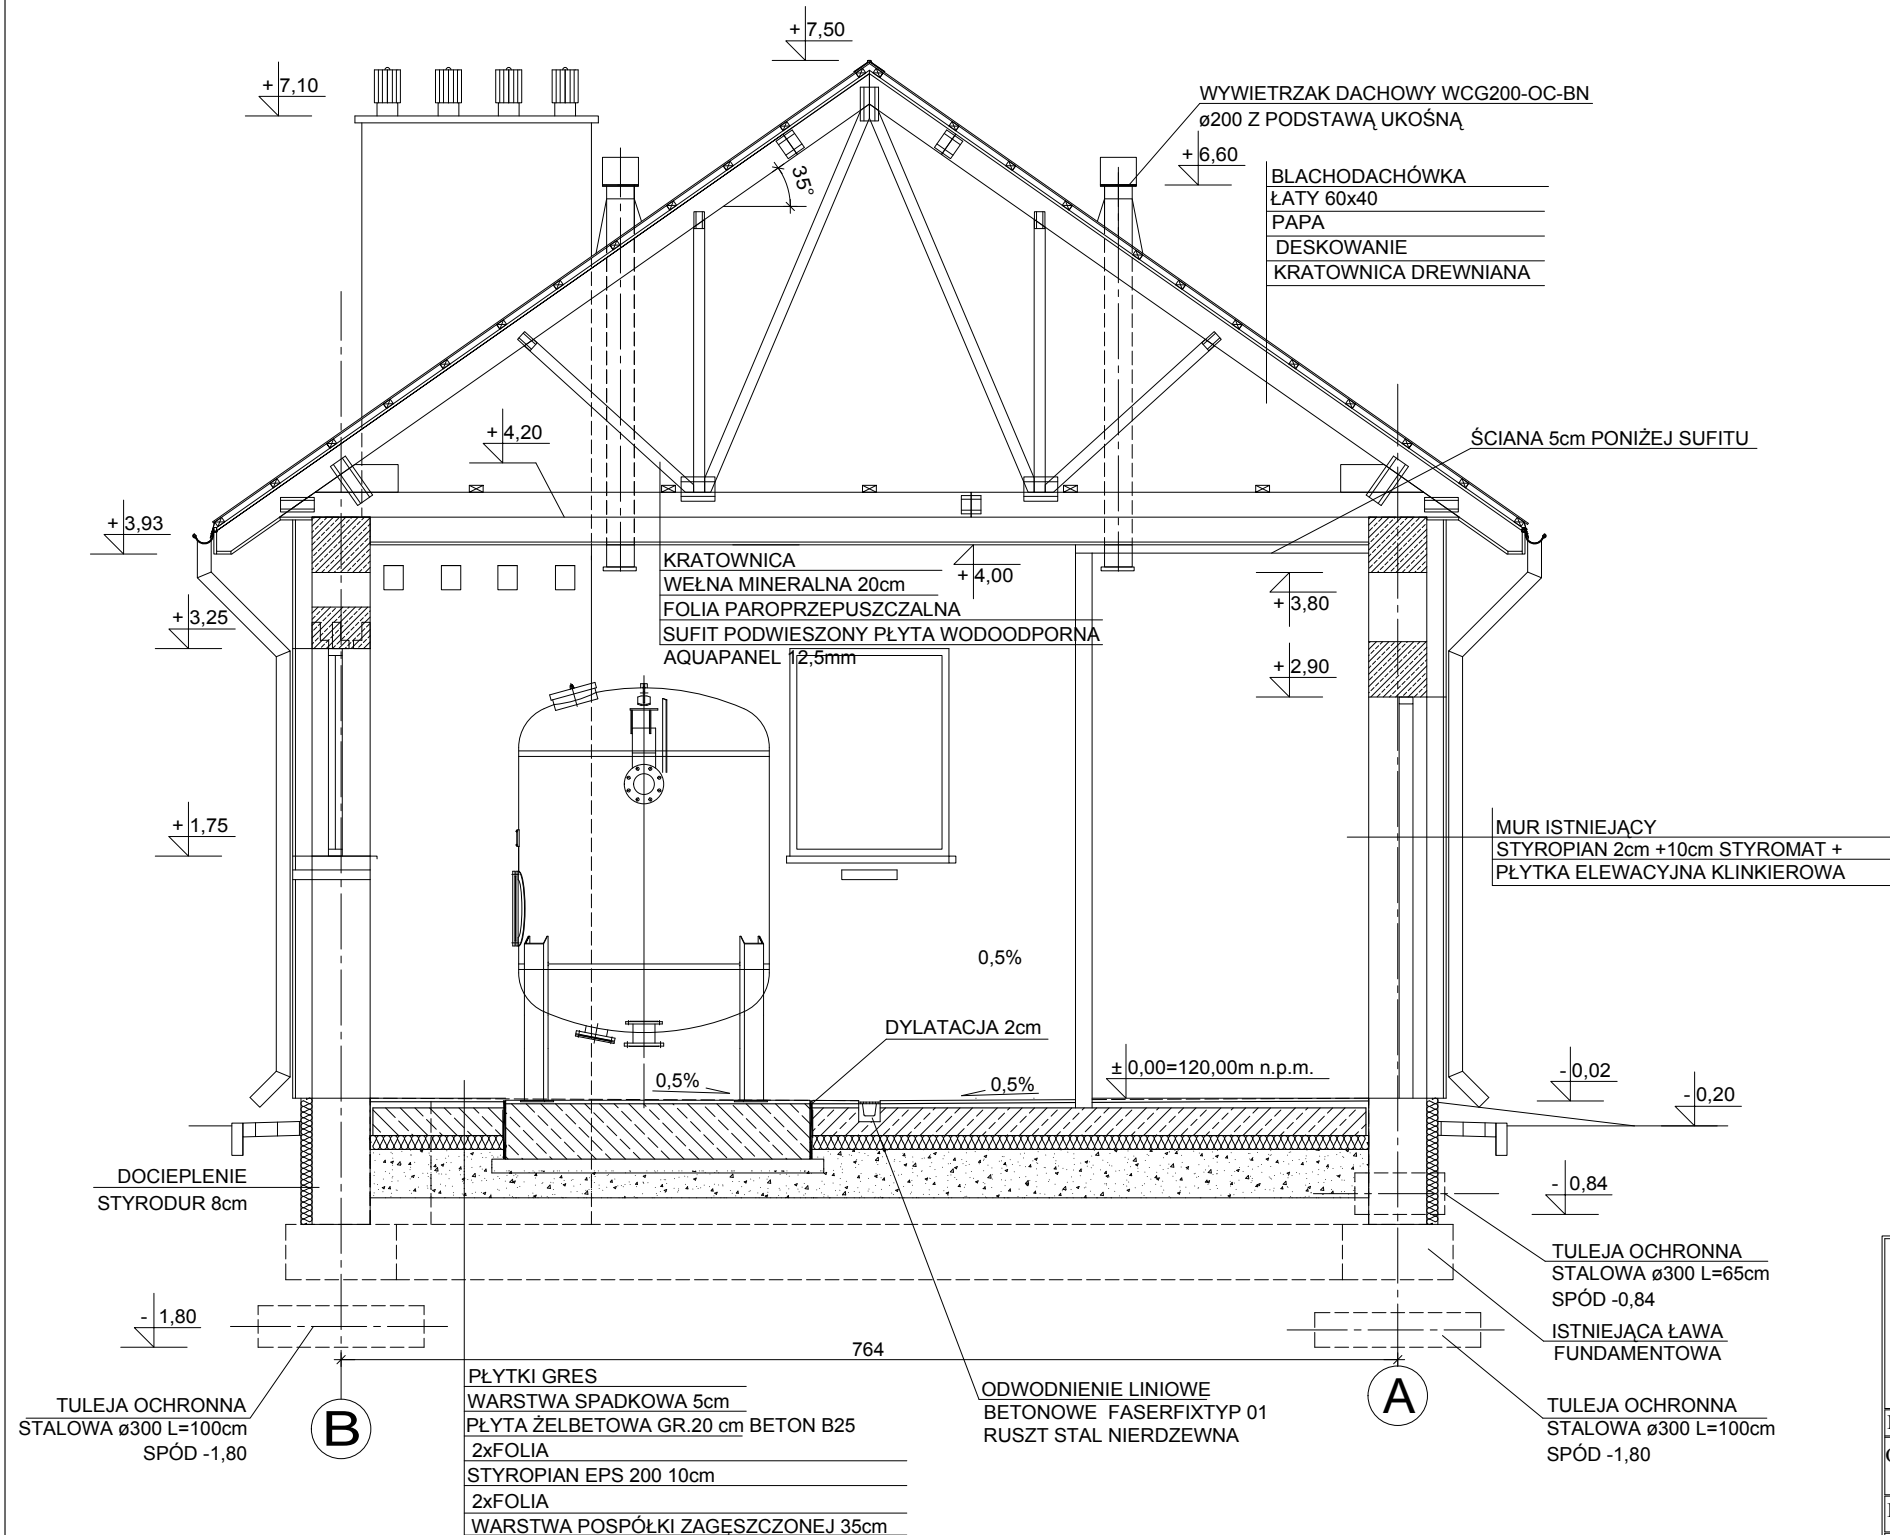 + 7,50
+ 7,10
WYWIETRZAK DACHOWY WCG200-OC-BN
ø200 Z PODSTAWĄ UKOŚNĄ
+ 6,60
35°
BLACHODACHÓWKA
ŁATY 60x40
PAPA
DESKOWANIE
KRATOWNICA DREWNIANA
+ 4,20
ŚCIANA 5cm PONIŻEJ SUFITU
+ 3,93
KRATOWNICA
WEŁNA MINERALNA 20cm
FOLIA PAROPRZEPUSZCZALNA
SUFIT PODWIESZONY PŁYTA WODOODPORNA
AQUAPANEL 12,5mm
+ 4,00
+ 3,80
+ 3,25
+ 2,90
+ 1,75
MUR ISTNIEJĄCY
STYROPIAN 2cm +10cm STYROMAT +
PŁYTKA ELEWACYJNA KLINKIEROWA
0,5%
DYLATACJA 2cm
0,5%
0,5%
± 0,00=120,00m n.p.m.
- 0,02
- 0,20
DOCIEPLENIE
STYRODUR 8cm
- 0,84
TULEJA OCHRONNA
STALOWA ø300 L=65cm
SPÓD -0,84
ISTNIEJĄCA ŁAWA
FUNDAMENTOWA
- 1,80
764
TULEJA OCHRONNA
STALOWA ø300 L=100cm
SPÓD -1,80
B
PŁYTKI GRES
WARSTWA SPADKOWA 5cm
PŁYTA ŻELBETOWA GR.20 cm BETON B25
2xFOLIA
STYROPIAN EPS 200 10cm
2xFOLIA
WARSTWA POSPÓŁKI ZAGĘSZCZONEJ 35cm
ODWODNIENIE LINIOWE
BETONOWE FASERFIXTYP 01
RUSZT STAL NIERDZEWNA
A
TULEJA OCHRONNA
STALOWA ø300 L=100cm
SPÓD -1,80